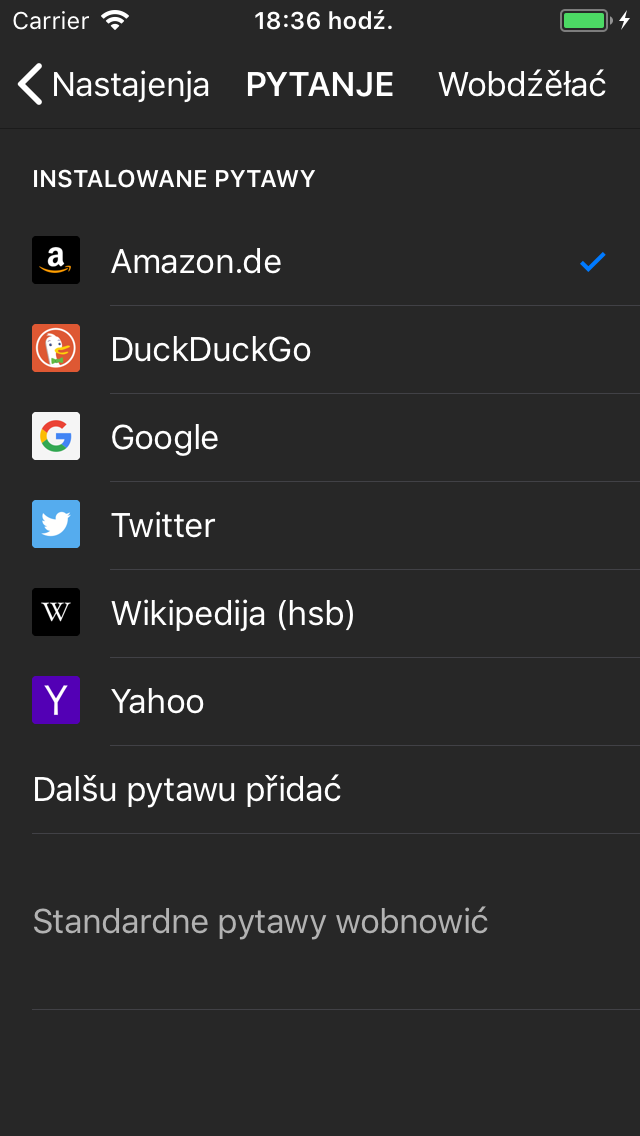 Carrier 18:36 hodź.
Nastajenja PYTANJE Wobdźěłać
INSTALOWANE PYTAWY
Amazon.de
DuckDuckGo
Google
Twitter
Wikipedija (hsb)
Yahoo
Dalšu pytawu přidać
Standardne pytawy wobnowić